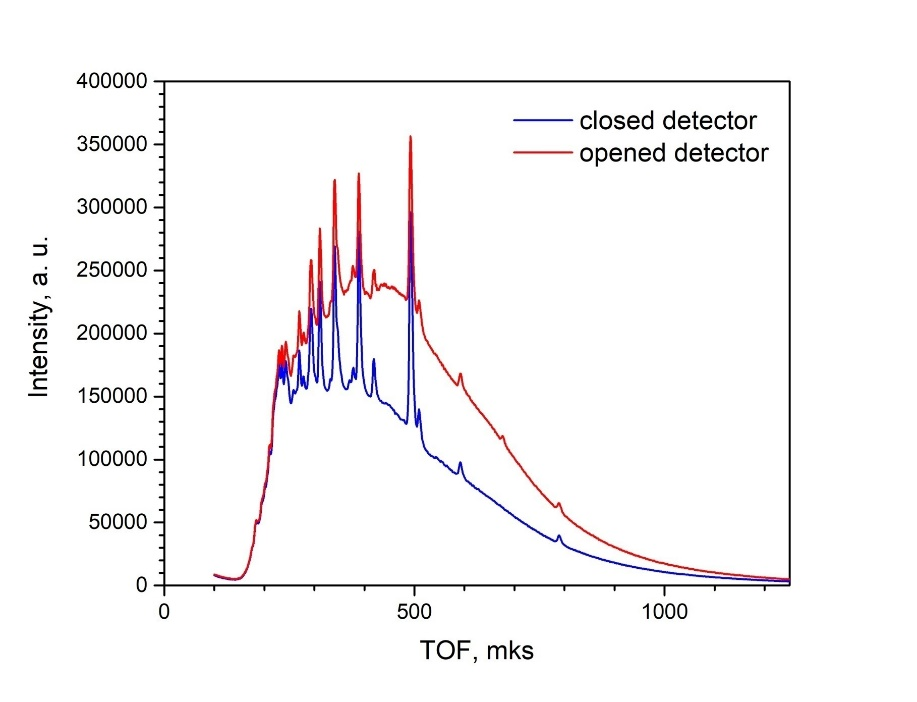 400000
350000
300000
250000
200000
150000
100000
50000
0
Intensity, a. u.
closed detector
opened detector
0 500 1000
TOF, mks